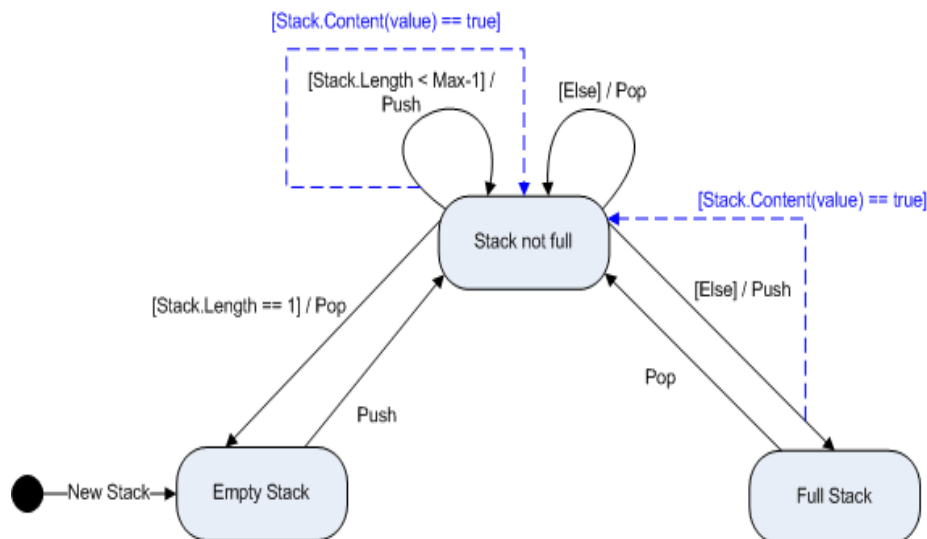 [Stack.Content(value) == true]
[Stack.Length < Max-1] /
Push
[Else] / Pop
[Stack.Content(value) == true]
Stack not full
[Stack.Length == 1] / Pop
[Else] / Push
Pop
Push
New Stack
Empty Stack
Full Stack